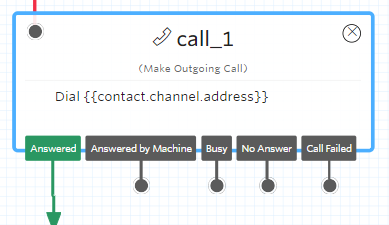 call_1
(Make Outgoing Call)
Dial {{contact.channel.address}}
Answered
Answered by Machine
Busy
No Answer
Call Failed